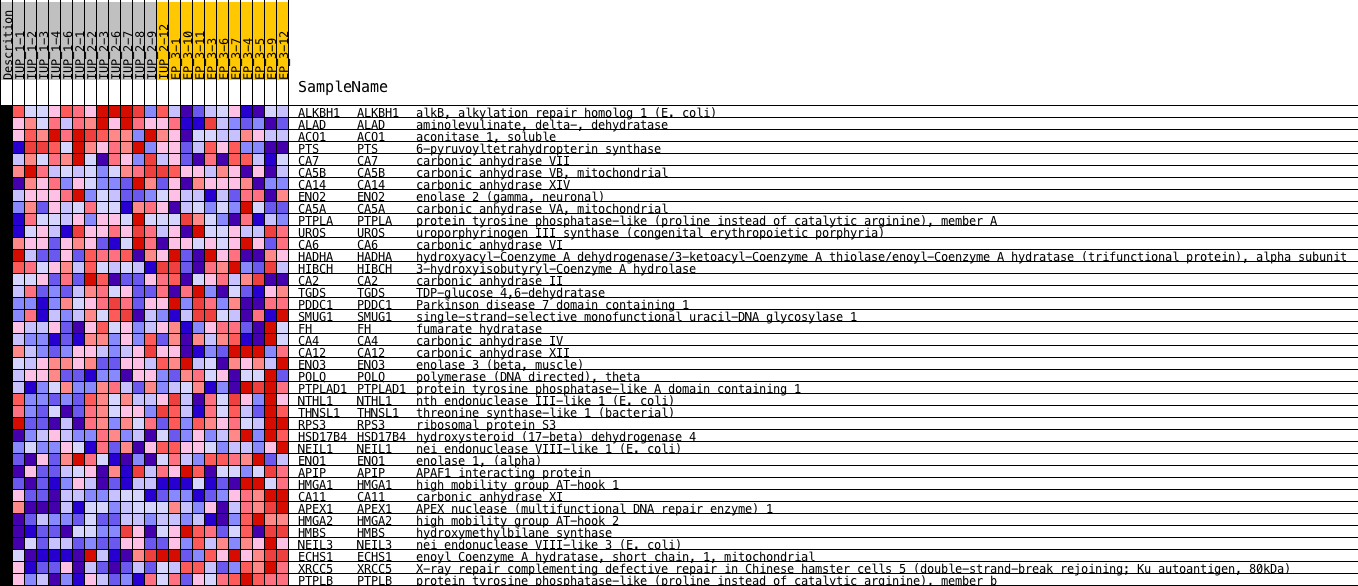 Descrition
IUP_1-1
IUP_1-2
IUP_1-3
IUP_1-4
IUP_1-6
IUP_2-1
IUP_2-2
IUP_2-3
IUP_2-6
IUP_2-7
IUP_2-8
IUP_2-9
IUP_2-12
EP_3-1
EP_3-10
EP_3-11
EP_3-3
EP_3-6
EP_3-7
EP_3-4
EP_3-5
EP_3-9
EP_3-12
SampleName
ALKBH1 ALKBH1 alkB, alkylation repair homolog 1 (E. coli)
ALAD ALAD aminolevulinate, delta-, dehydratase
ACO1 ACO1 aconitase 1, soluble
PTS PTS 6-pyruvoyltetrahydropterin synthase
CA7 CA7 carbonic anhydrase VII
CA5B CA5B carbonic anhydrase VB, mitochondrial
CA14 CA14 carbonic anhydrase XIV
ENO2 ENO2 enolase 2 (gamma, neuronal)
CA5A CA5A carbonic anhydrase VA, mitochondrial
PTPLA PTPLA protein tyrosine phosphatase-like (proline instead of catalytic arginine), member A
UROS UROS uroporphyrinogen III synthase (congenital erythropoietic porphyria)
CA6 CA6 carbonic anhydrase VI
HADHA HADHA hydroxyacyl-Coenzyme A dehydrogenase/3-ketoacyl-Coenzyme A thiolase/enoyl-Coenzyme A hydratase (trifunctional protein), alpha subunit
HIBCH HIBCH 3-hydroxyisobutyryl-Coenzyme A hydrolase
CA2 CA2 carbonic anhydrase II
TGDS TGDS TDP-glucose 4,6-dehydratase
PDDC1 PDDC1 Parkinson disease 7 domain containing 1
SMUG1 SMUG1 single-strand-selective monofunctional uracil-DNA glycosylase 1
FH FH fumarate hydratase
CA4 CA4 carbonic anhydrase IV
CA12 CA12 carbonic anhydrase XII
ENO3 ENO3 enolase 3 (beta, muscle)
POLQ POLQ polymerase (DNA directed), theta
PTPLAD1 PTPLAD1 protein tyrosine phosphatase-like A domain containing 1
NTHL1 NTHL1 nth endonuclease III-like 1 (E. coli)
THNSL1 THNSL1 threonine synthase-like 1 (bacterial)
RPS3 RPS3 ribosomal protein S3
HSD17B4 HSD17B4 hydroxysteroid (17-beta) dehydrogenase 4
NEIL1 NEIL1 nei endonuclease VIII-like 1 (E. coli)
ENO1 ENO1 enolase 1, (alpha)
APIP APIP APAF1 interacting protein
HMGA1 HMGA1 high mobility group AT-hook 1
CA11 CA11 carbonic anhydrase XI
APEX1 APEX1 APEX nuclease (multifunctional DNA repair enzyme) 1
HMGA2 HMGA2 high mobility group AT-hook 2
HMBS HMBS hydroxymethylbilane synthase
NEIL3 NEIL3 nei endonuclease VIII-like 3 (E. coli)
ECHS1 ECHS1 enoyl Coenzyme A hydratase, short chain, 1, mitochondrial
XRCC5 XRCC5 X-ray repair complementing defective repair in Chinese hamster cells 5 (double-strand-break rejoining; Ku autoantigen, 80kDa)
PTPLB PTPLB protein tyrosine phosphatase-like (proline instead of catalytic arginine), member b